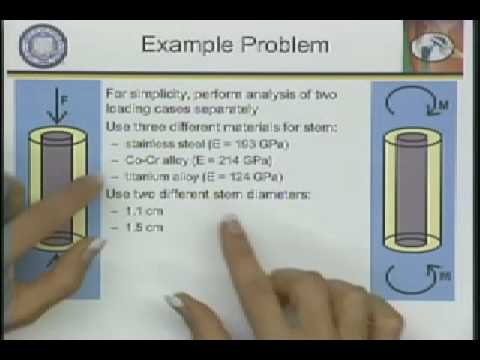 Example Problem
For simplicity, perform analysis of two
loading cases separately
Use three different materials for stem:
– stainless steel (E = 193 GPa)
– Co-Cr alloy (E = 214 GPa)
– titanium alloy (E = 124 GPa)
Use two different stem diameters:
– 1.1 cm
– 1.5 cm
F
M
M